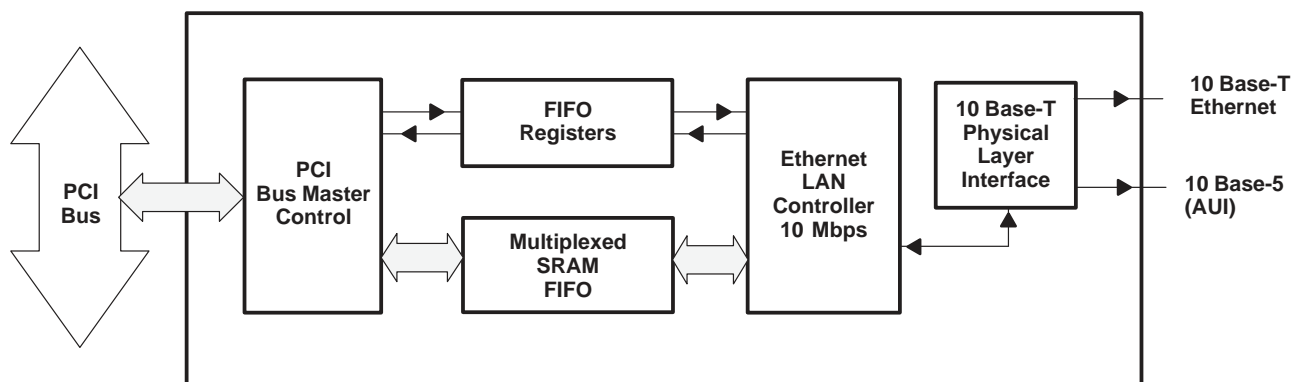 PCI
Bus
PCI
Bus Master
Control
FIFO
Registers
Multiplexed
SRAM
FIFO
Ethernet
LAN
Controller
10 Mbps
10 Base-T
Physical
Layer
Interface
10 Base-T
Ethernet
10 Base-5
(AUI)